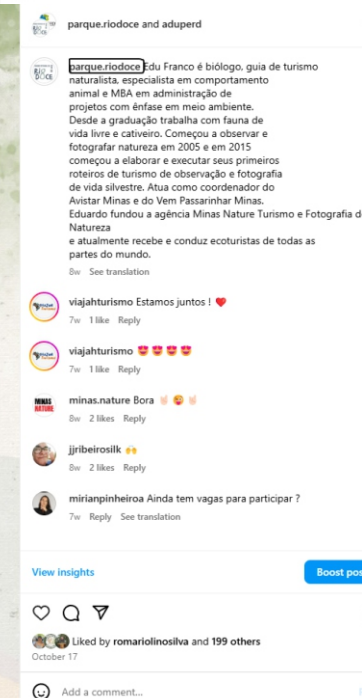 parque.riodoce and aduperd
parque.riodoce Edu Franco é biólogo, guia de turismo
naturalista, especialista em comportamento
animal e MBA em administração de
projetos com ênfase em meio ambiente.
Desde a graduação trabalha com fauna de
vida livre e cativeiro. Começou a observar e
fotografar natureza em 2005 e em 2015
começou a elaborar e executar seus primeiros
roteiros de turismo de observação e fotografia
de vida silvestre. Atua como coordenador do
Avistar Minas e do Vem Passarinhar Minas.
Eduardo fundou a agência Minas Nature Turismo e Fotografia d
Natureza
e atualmente recebe e conduz ecoturistas de todas as
partes do mundo.
8w See translation
viajahturismo Estamos juntos ! ❤️
7w 1 like Reply
viajahturismo 😍😍😍😍
7w 1 like Reply
MINAS
NATURE
minas.nature Bora 🤘🏻😜🤘🏻
8w 2 likes Reply
jjribeirosilk 🙌
8w 2 likes Reply
mirianpinheiroa Ainda tem vagas para participar ?
7w Reply See translation
View insights
Boost pos
Liked by romariolinosilva and 199 others
October 17
Add a comment...